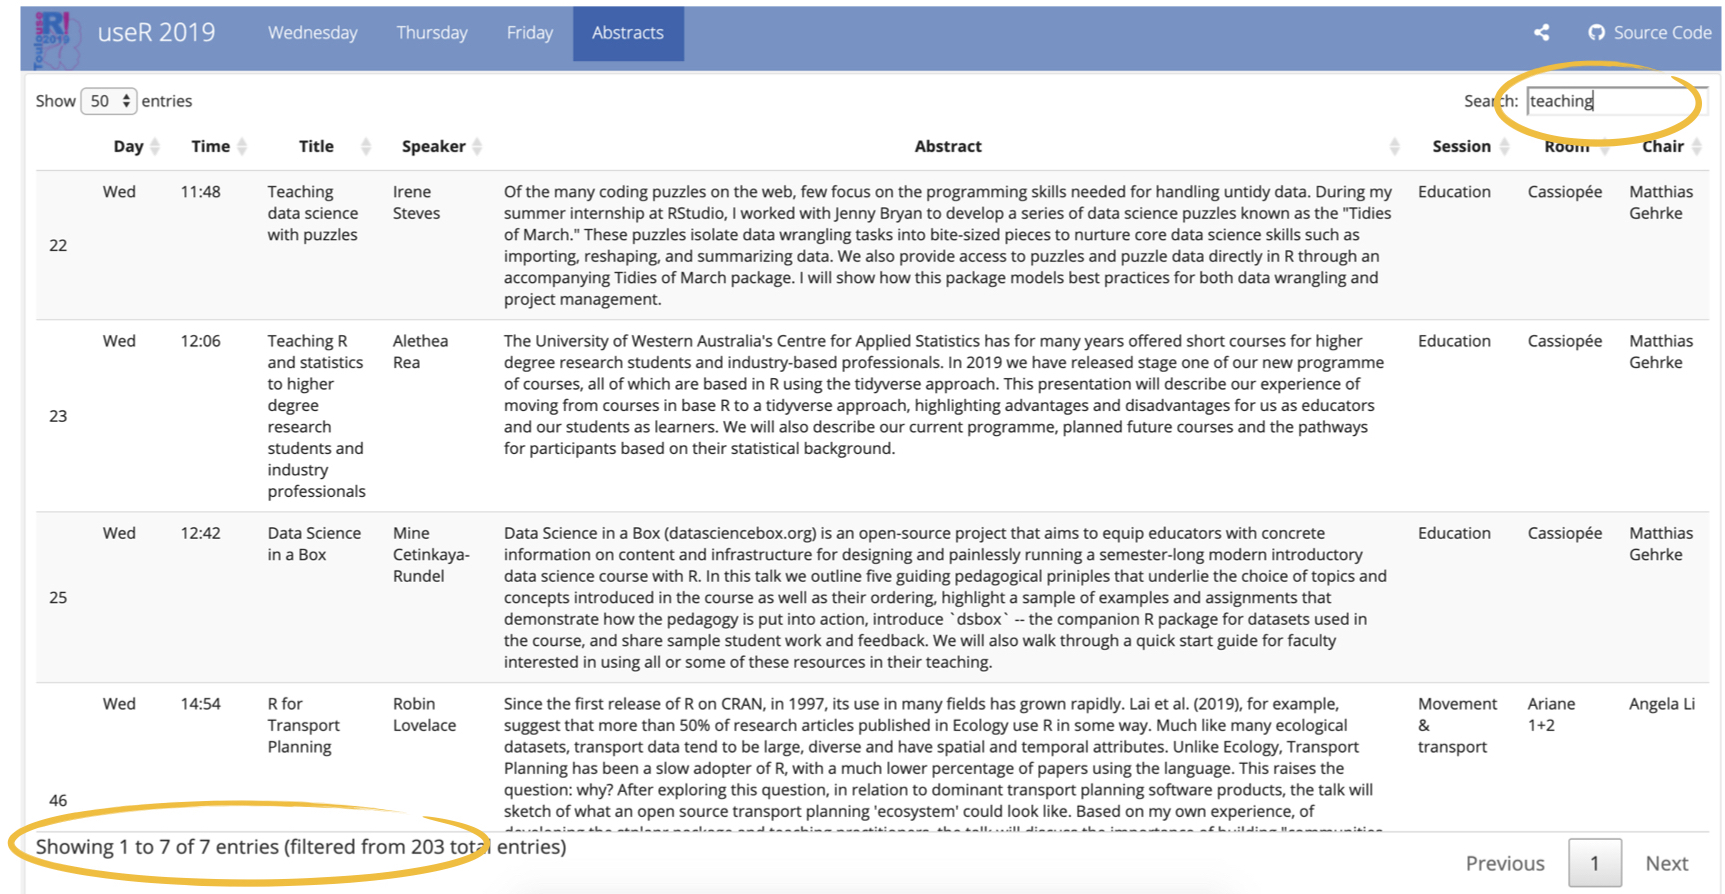 R!
Toulouse
2019
useR 2019
Wednesday
Thursday
Friday
Abstracts
Source Code
Show 50 entries
Search: teaching
Day
Time
Title
Speaker
Abstract
Session
Room
Chair
22
Wed
11:48
Teaching
data science
with puzzles
Irene
Steves
Of the many coding puzzles on the web, few focus on the programming skills needed for handling untidy data. During my
summer internship at RStudio, I worked with Jenny Bryan to develop a series of data science puzzles known as the "Tidies
of March." These puzzles isolate data wrangling tasks into bite-sized pieces to nurture core data science skills such as
importing, reshaping, and summarizing data. We also provide access to puzzles and puzzle data directly in R through an
accompanying Tidies of March package. I will show how this package models best practices for both data wrangling and
project management.
Education
Cassiopée
Matthias
Gehrke
23
Wed
12:06
Teaching R
and statistics
to higher
degree
research
students and
industry
professionals
Alethea
Rea
The University of Western Australia's Centre for Applied Statistics has for many years offered short courses for higher
degree research students and industry-based professionals. In 2019 we have released stage one of our new programme
of courses, all of which are based in R using the tidyverse approach. This presentation will describe our experience of
moving from courses in base R to a tidyverse approach, highlighting advantages and disadvantages for us as educators
and our students as learners. We will also describe our current programme, planned future courses and the pathways
for participants based on their statistical background.
Education
Cassiopée
Matthias
Gehrke
25
Wed
12:42
Data Science
in a Box
Mine
Cetinkaya-
Rundel
Data Science in a Box (datasciencebox.org) is an open-source project that aims to equip educators with concrete
information on content and infrastructure for designing and painlessly running a semester-long modern introductory
data science course with R. In this talk we outline five guiding pedagogical priniples that underlie the choice of topics and
concepts introduced in the course as well as their ordering, highlight a sample of examples and assignments that
demonstrate how the pedagogy is put into action, introduce `dsbox` -- the companion R package for datasets used in
the course, and share sample student work and feedback. We will also walk through a quick start guide for faculty
interested in using all or some of these resources in their teaching.
Education
Cassiopée
Matthias
Gehrke
46
Wed
14:54
R for
Transport
Planning
Robin
Lovelace
Since the first release of R on CRAN, in 1997, its use in many fields has grown rapidly. Lai et al. (2019), for example,
suggest that more than 50% of research articles published in Ecology use R in some way. Much like many ecological
datasets, transport data tend to be large, diverse and have spatial and temporal attributes. Unlike Ecology, Transport
Planning has been a slow adopter of R, with a much lower percentage of papers using the language. This raises the
question: why? After exploring this question, in relation to dominant transport planning software products, the talk will
sketch of what an open source transport planning 'ecosystem' could look like. Based on my own experience, of
developing the stplanr package and teaching practitioners, the talk will discuss the importance of building "communities
Movement
&
transport
Ariane
1+2
Angela Li
Showing 1 to 7 of 7 entries (filtered from 203 total entries)
Previous
1
Next